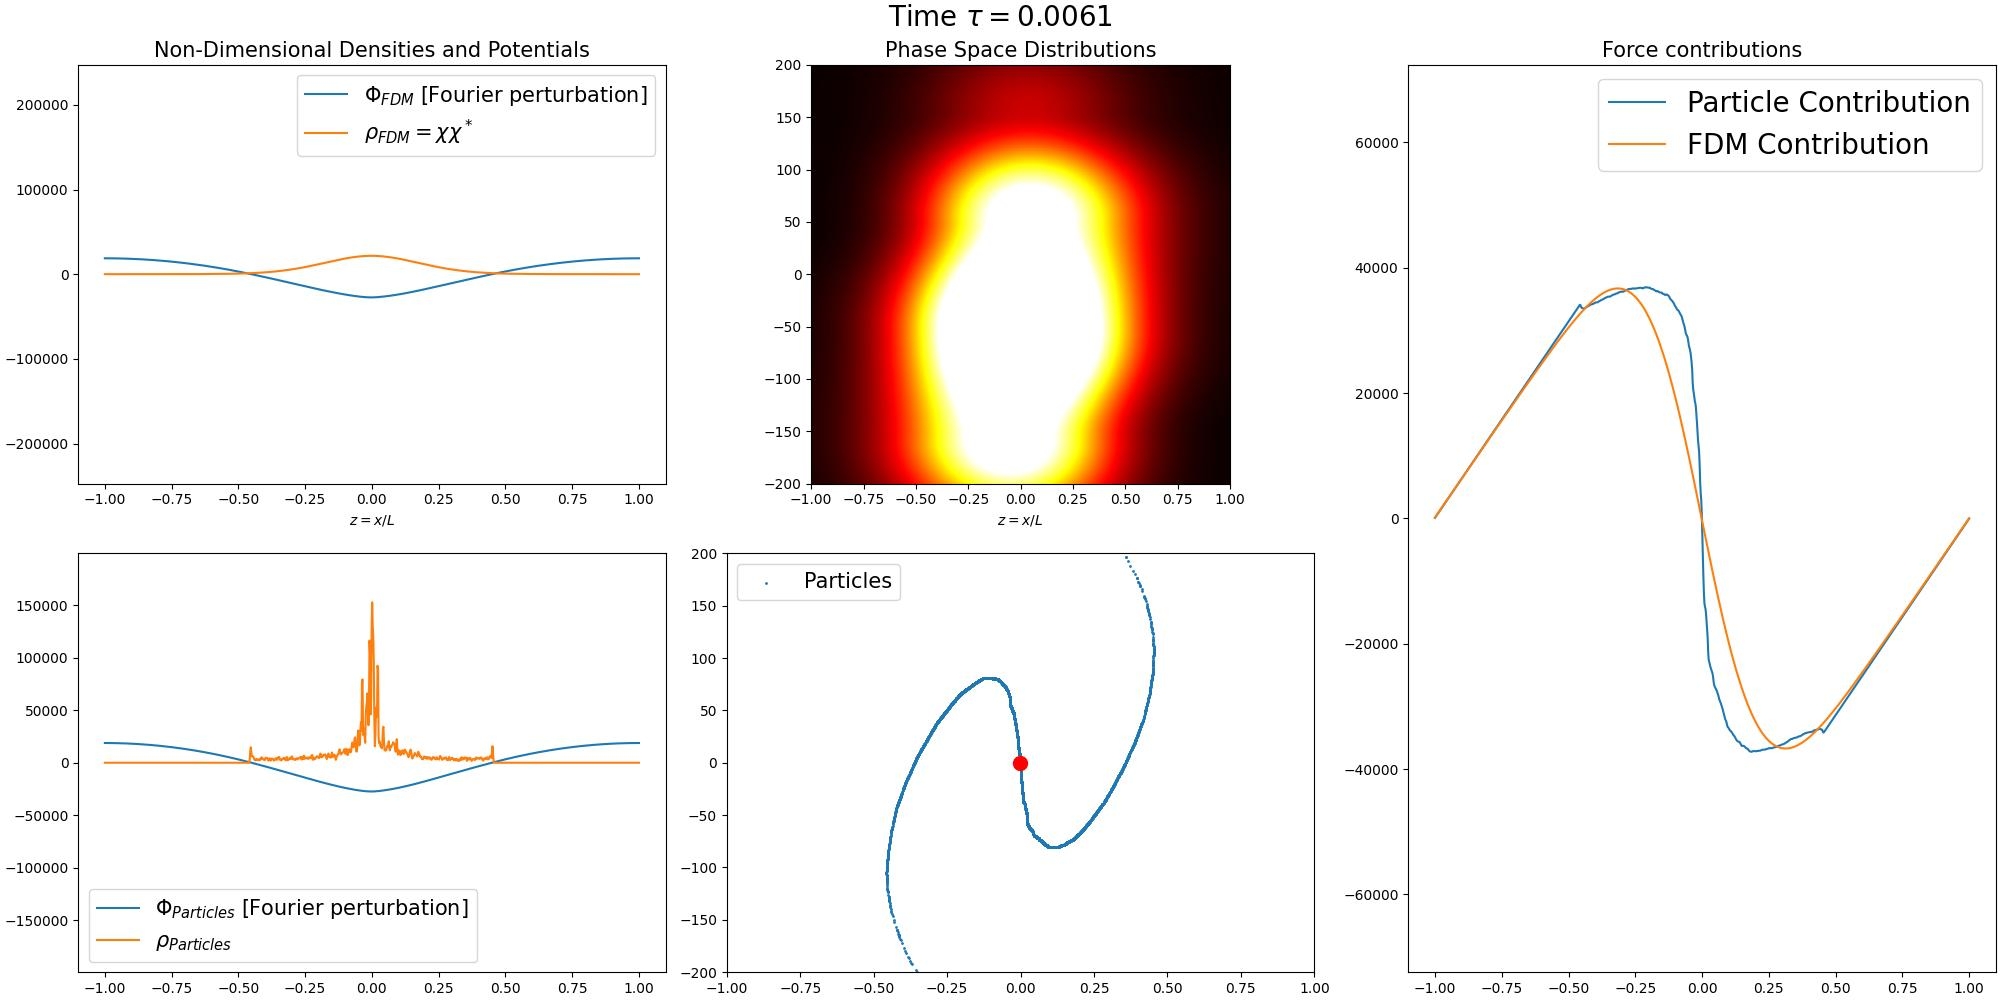 Time τ = 0.0061
Non-Dimensional Densities and Potentials
Φ_FDM [Fourier perturbation]
ρ_FDM = χχ*
200000
100000
0
−100000
−200000
−1.00 −0.75 −0.50 −0.25 0.00 0.25 0.50 0.75 1.00
z = x/L
Phase Space Distributions
200
150
100
50
0
−50
−100
−150
−200
−1.00 −0.75 −0.50 −0.25 0.00 0.25 0.50 0.75 1.00
z = x/L
Force contributions
Particle Contribution
FDM Contribution
60000
40000
20000
0
−20000
−40000
−60000
−1.00 −0.75 −0.50 −0.25 0.00 0.25 0.50 0.75 1.00
150000
100000
50000
0
−50000
−100000
−150000
Φ_Particles [Fourier perturbation]
ρ_Particles
−1.00 −0.75 −0.50 −0.25 0.00 0.25 0.50 0.75 1.00
Particles
200
150
100
50
0
−50
−100
−150
−200
−1.00 −0.75 −0.50 −0.25 0.00 0.25 0.50 0.75 1.00